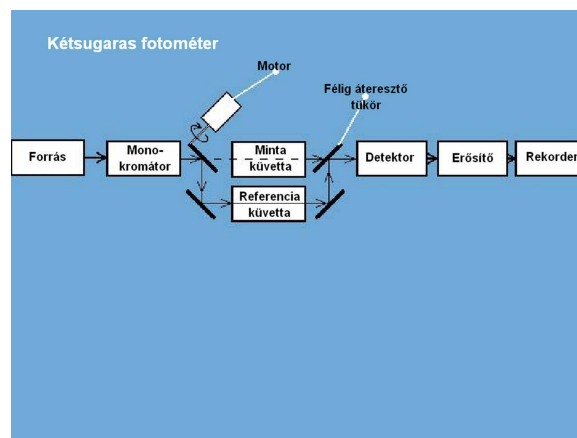 Kétsugaras fotométer
Motor
Félig áteresztő
tükör
Forrás
Mono-
kromátor
Minta
küvetta
Detektor
Erősítő
Rekorder
Referencia
küvetta